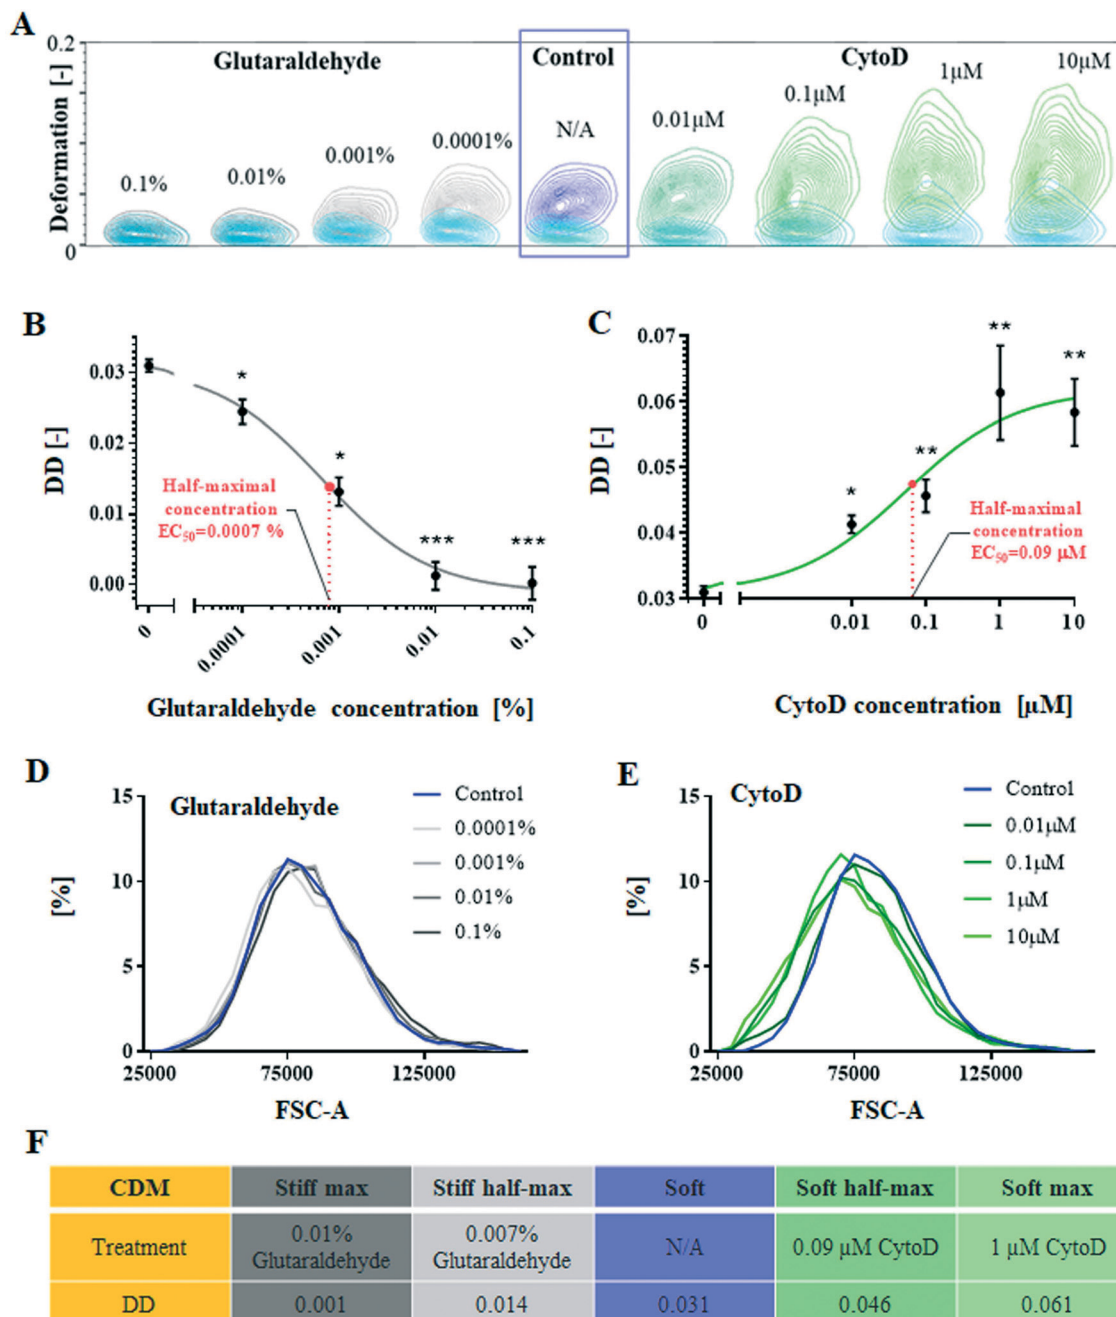 A
Deformation [-]
0.2
0
Glutaraldehyde
Control
CytoD
0.1%
0.01%
0.001%
0.0001%
N/A
0.01μM
0.1μM
1μM
10μM
B
DD [-]
0.03
0.02
0.01
0.00
*
*
***
***
Half-maximal
concentration
EC50=0.0007 %
0
0.0001
0.001
0.01
0.1
Glutaraldehyde concentration [%]
C
DD [-]
0.07
0.06
0.05
0.04
0.03
*
**
**
**
Half-maximal
concentration
EC50=0.09 μM
0
0.01
0.1
1
10
CytoD concentration [μM]
D
[%]
15
10
5
0
Glutaraldehyde
Control
0.0001%
0.001%
0.01%
0.1%
25000
75000
125000
FSC-A
E
[%]
15
10
5
0
CytoD
Control
0.01μM
0.1μM
1μM
10μM
25000
75000
125000
FSC-A
F
CDM Stiff max Stiff half-max Soft Soft half-max Soft max
Treatment 0.01% Glutaraldehyde 0.007% Glutaraldehyde N/A 0.09 μM CytoD 1 μM CytoD
DD 0.001 0.014 0.031 0.046 0.061